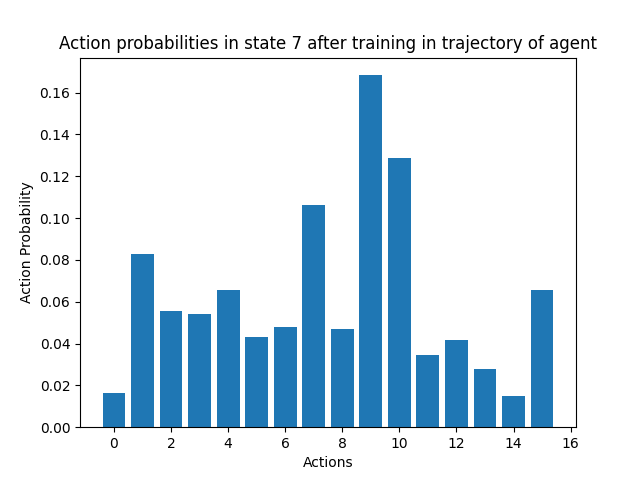 Action probabilities in state 7 after training in trajectory of agent
0.16
0.14
0.12
0.10
0.08
0.06
0.04
0.02
0.00
Action Probability
0 2 4 6 8 10 12 14 16
Actions